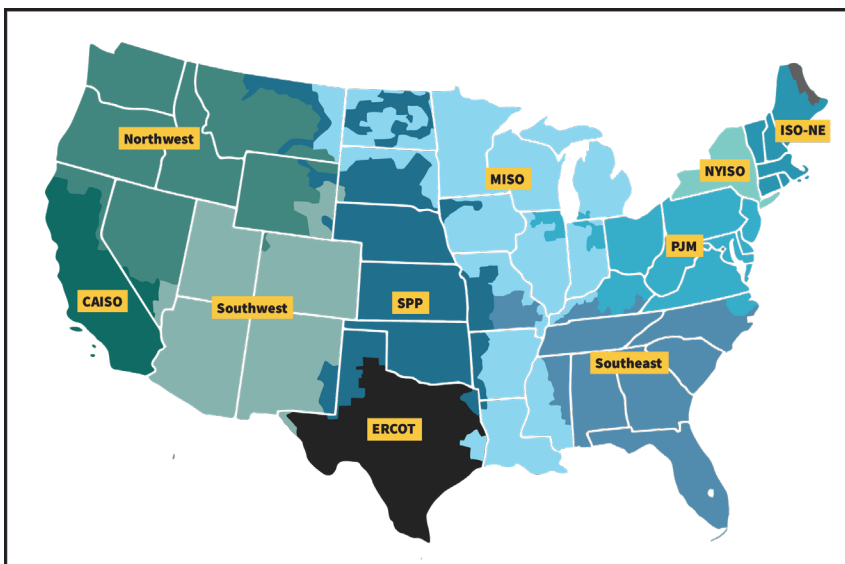 Northwest
MISO
ISO-NE
NYISO
PJM
CAISO
Southwest
SPP
Southeast
ERCOT